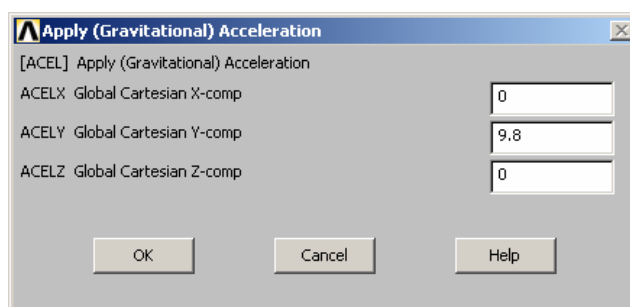 Apply (Gravitational) Acceleration
[ACEL] Apply (Gravitational) Acceleration
ACELX Global Cartesian X-comp 0
ACELY Global Cartesian Y-comp 9.8
ACELZ Global Cartesian Z-comp 0
OK Cancel Help